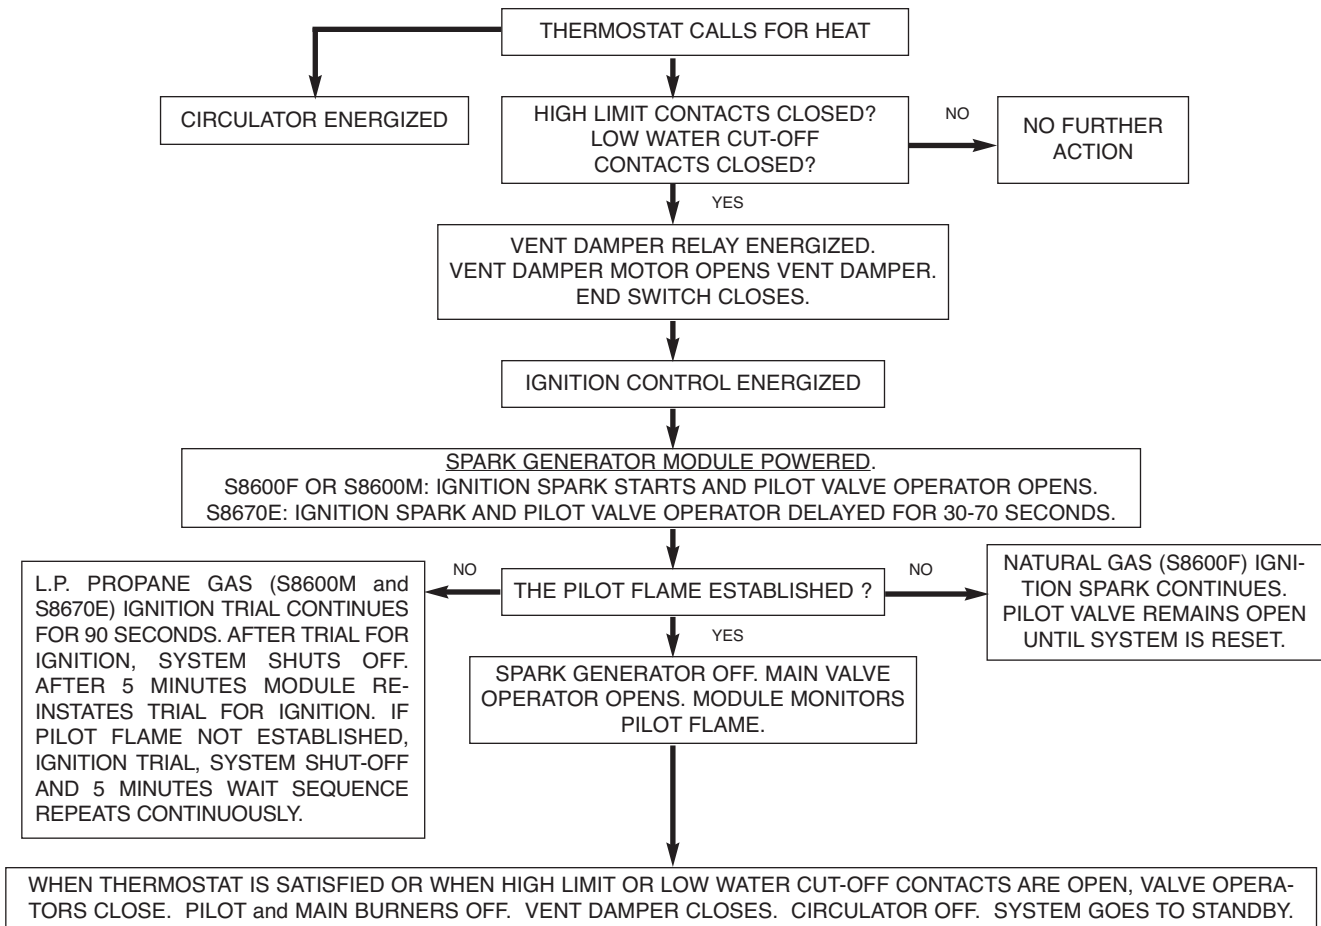 THERMOSTAT CALLS FOR HEAT
CIRCULATOR ENERGIZED
HIGH LIMIT CONTACTS CLOSED?
LOW WATER CUT-OFF
CONTACTS CLOSED?
NO
NO FURTHER
ACTION
YES
VENT DAMPER RELAY ENERGIZED.
VENT DAMPER MOTOR OPENS VENT DAMPER.
END SWITCH CLOSES.
IGNITION CONTROL ENERGIZED
SPARK GENERATOR MODULE POWERED.
S8600F OR S8600M: IGNITION SPARK STARTS AND PILOT VALVE OPERATOR OPENS.
S8670E: IGNITION SPARK AND PILOT VALVE OPERATOR DELAYED FOR 30-70 SECONDS.
THE PILOT FLAME ESTABLISHED ?
NO
L.P. PROPANE GAS (S8600M and
S8670E) IGNITION TRIAL CONTINUES
FOR 90 SECONDS. AFTER TRIAL FOR
IGNITION, SYSTEM SHUTS OFF.
AFTER 5 MINUTES MODULE RE-
INSTATES TRIAL FOR IGNITION. IF
PILOT FLAME NOT ESTABLISHED,
IGNITION TRIAL, SYSTEM SHUT-OFF
AND 5 MINUTES WAIT SEQUENCE
REPEATS CONTINUOUSLY.
NO
NATURAL GAS (S8600F) IGNI-
TION SPARK CONTINUES.
PILOT VALVE REMAINS OPEN
UNTIL SYSTEM IS RESET.
YES
SPARK GENERATOR OFF. MAIN VALVE
OPERATOR OPENS. MODULE MONITORS
PILOT FLAME.
WHEN THERMOSTAT IS SATISFIED OR WHEN HIGH LIMIT OR LOW WATER CUT-OFF CONTACTS ARE OPEN, VALVE OPERA-
TORS CLOSE. PILOT and MAIN BURNERS OFF. VENT DAMPER CLOSES. CIRCULATOR OFF. SYSTEM GOES TO STANDBY.